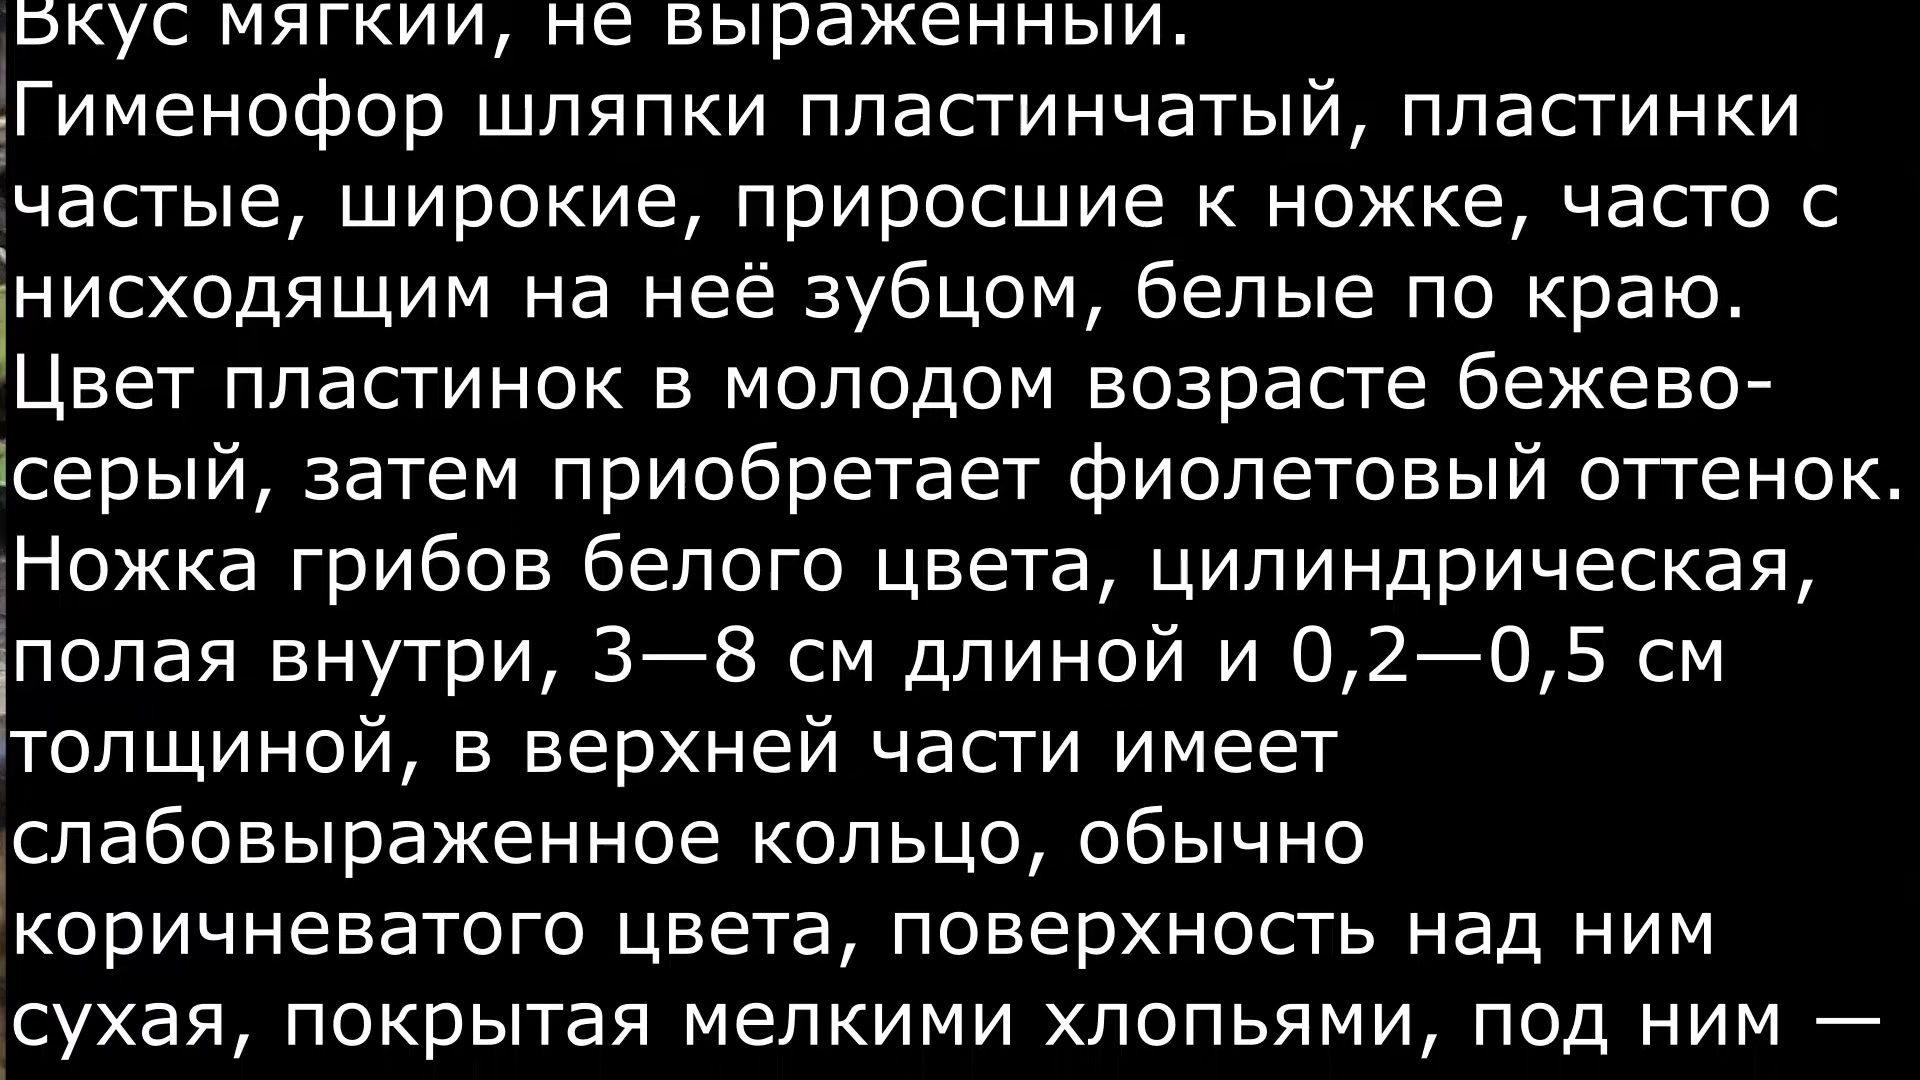 Вкус мягкий, не выраженный.
Гименофор шляпки пластинчатый, пластинки
частые, широкие, приросшие к ножке, часто с
нисходящим на неё зубцом, белые по краю.
Цвет пластинок в молодом возрасте бежево-
серый, затем приобретает фиолетовый оттенок.
Ножка грибов белого цвета, цилиндрическая,
полая внутри, 3—8 см длиной и 0,2—0,5 см
толщиной, в верхней части имеет
слабовыраженное кольцо, обычно
коричневатого цвета, поверхность над ним
сухая, покрытая мелкими хлопьями, под ним —